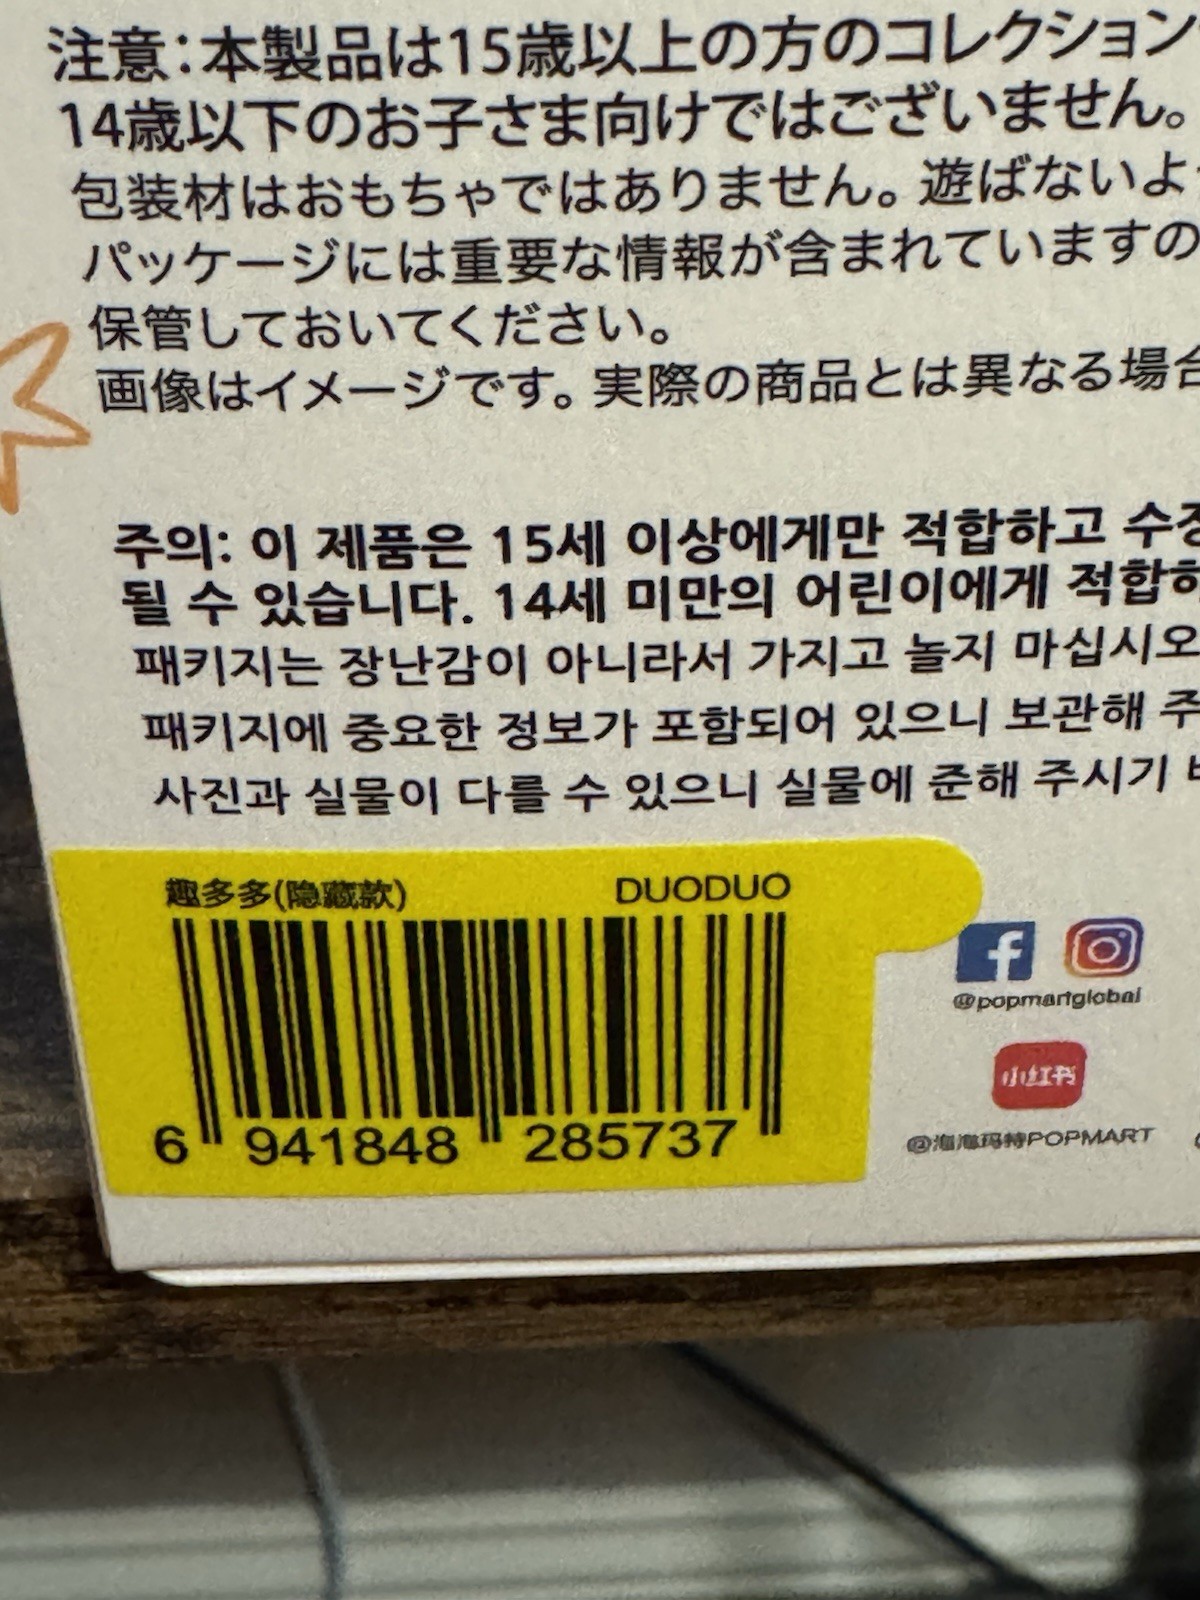 注意：本製品は15歳以上の方のコレクション
14歳以下のお子さま向けではございません。
包装材はおもちゃではありません。遊ばないよ
パッケージには重要な情報が含まれていますの
保管しておいてください。
画像はイメージです。実際の商品とは異なる場合
주의: 이 제품은 15세 이상에게만 적합하고 수장
될 수 있습니다. 14세 미만의 어린이에게 적합하
패키지는 장난감이 아니라서 가지고 놀지 마십시오
패키지에 중요한 정보가 포함되어 있으니 보관해 주
사진과 실물이 다를 수 있으니 실물에 준해 주시기
趣多多(隐藏款) DUODUO
6 941848 285737
@popmartglobal
小红书
@泡泡玛特POPMART